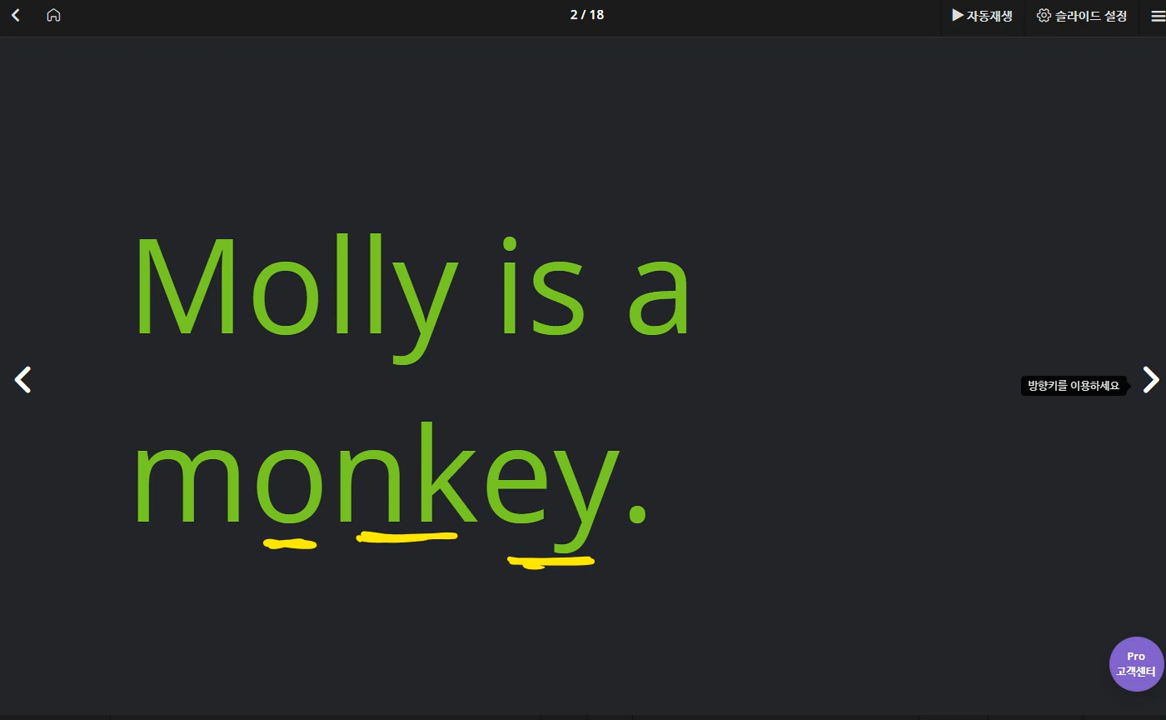 2 / 18
자동재생
슬라이드 설정
Molly is a
방향키를 이용하세요
monkey.
Pro
고객센터